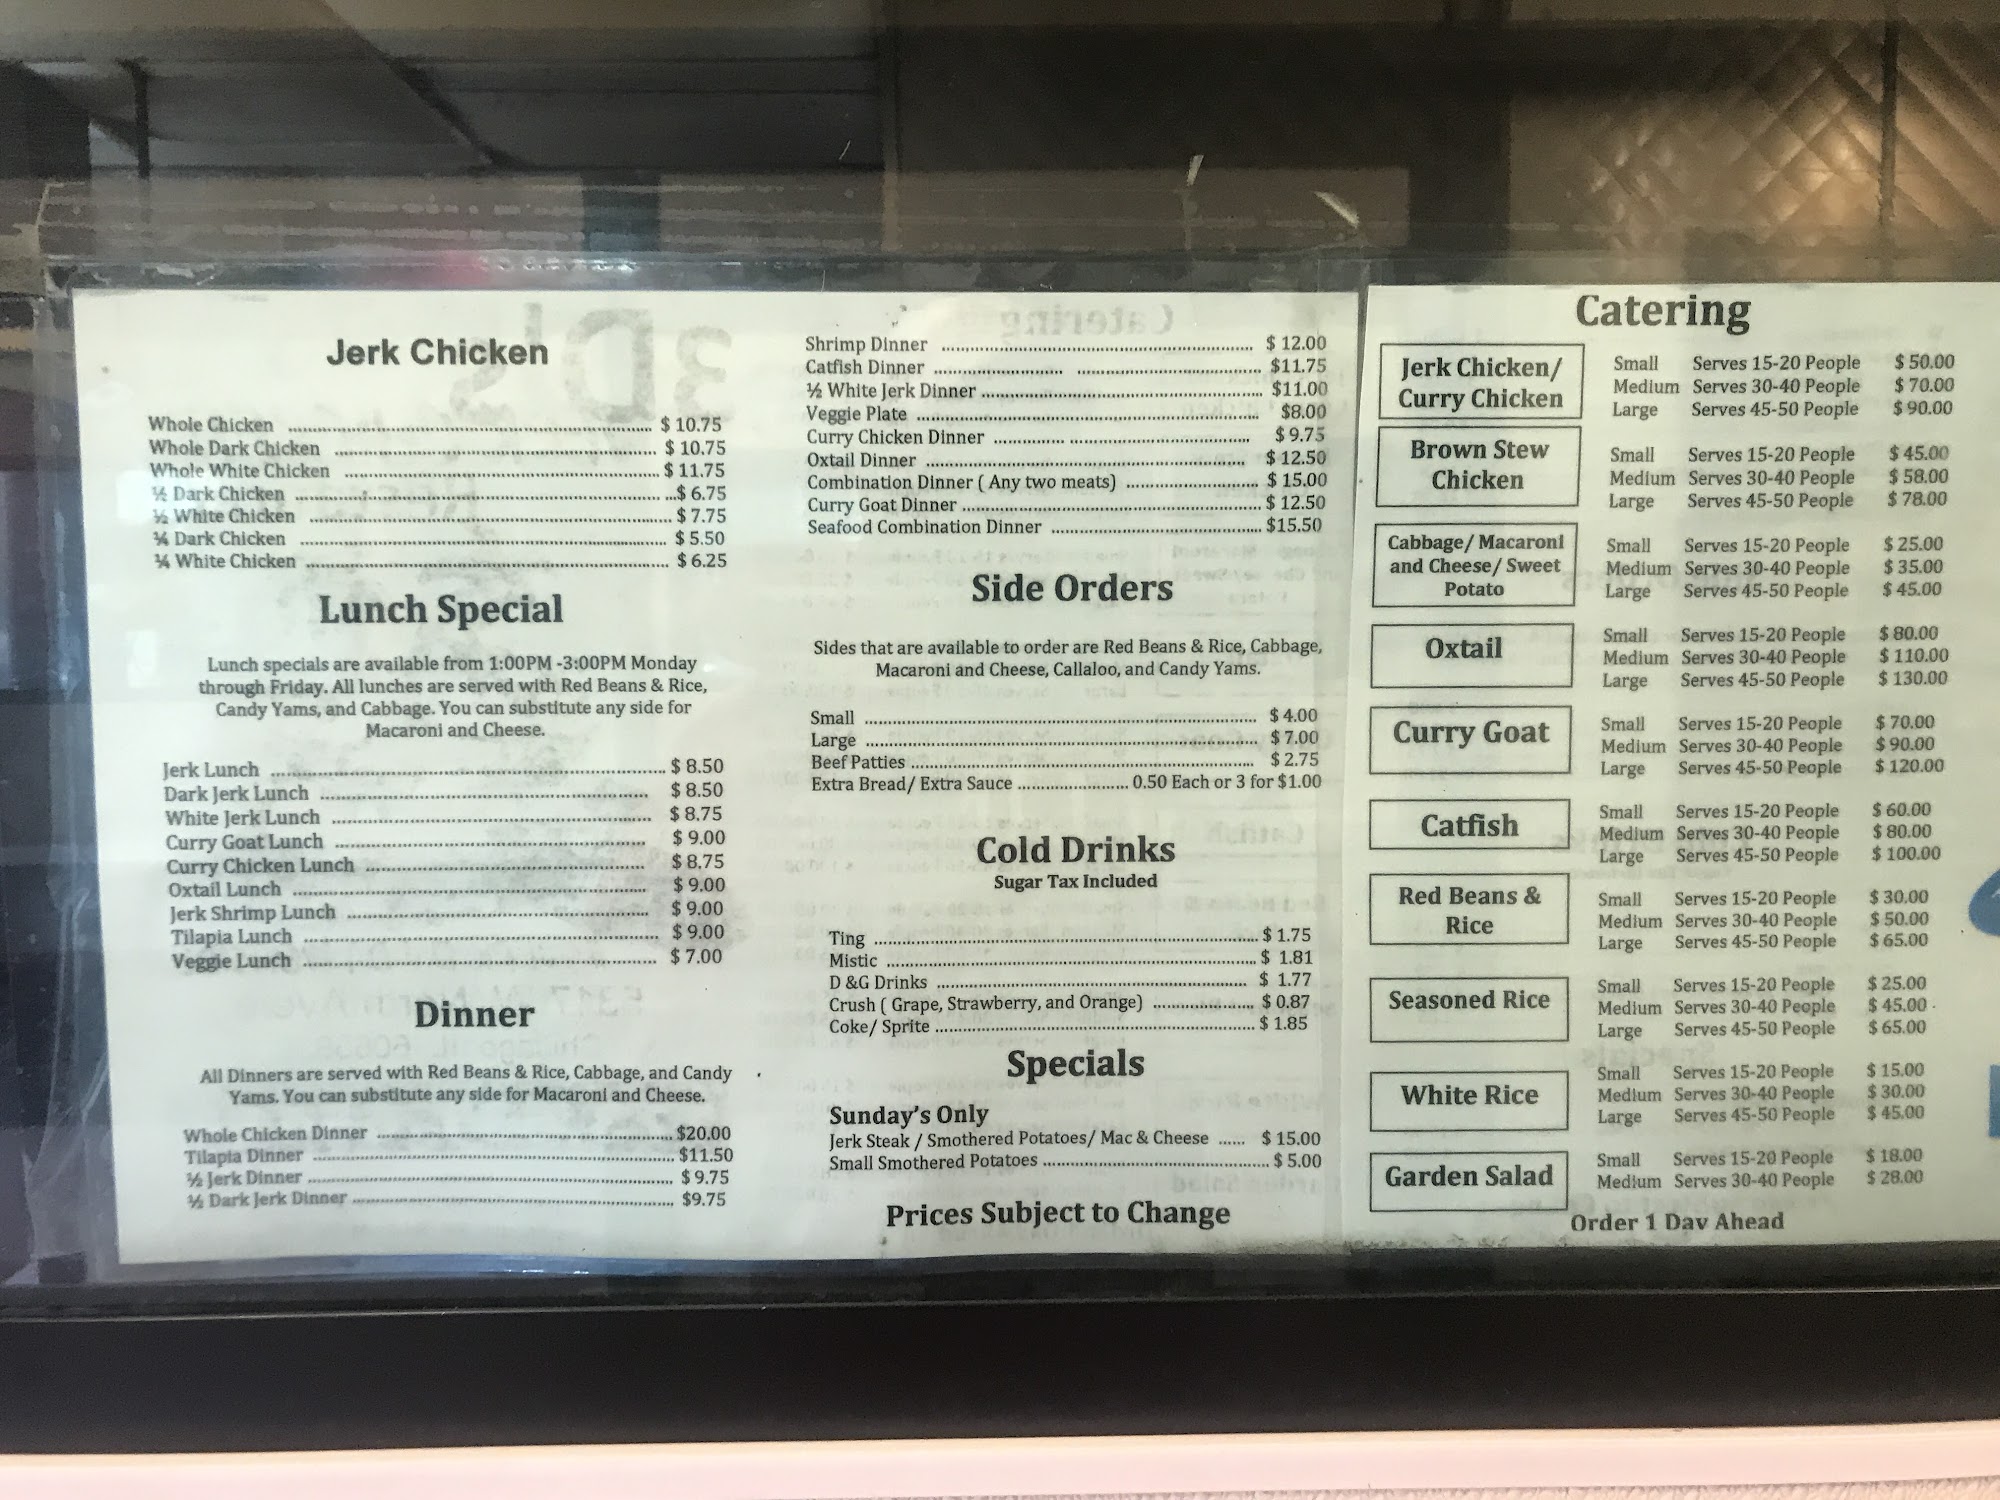 Jerk Chicken
Whole Chicken $ 10.75
Whole Dark Chicken $ 10.75
Whole White Chicken $ 11.75
½ Dark Chicken $ 6.75
½ White Chicken $ 7.75
¼ Dark Chicken $ 5.50
¼ White Chicken $ 6.25
Lunch Special
Lunch specials are available from 1:00PM -3:00PM Monday
through Friday. All lunches are served with Red Beans & Rice,
Candy Yams, and Cabbage. You can substitute any side for
Macaroni and Cheese.
Jerk Lunch $ 8.50
Dark Jerk Lunch $ 8.50
White Jerk Lunch $ 8.75
Curry Goat Lunch $ 9.00
Curry Chicken Lunch $ 8.75
Oxtail Lunch $ 9.00
Jerk Shrimp Lunch $ 9.00
Tilapia Lunch $ 9.00
Veggie Lunch $ 7.00
Dinner
All Dinners are served with Red Beans & Rice, Cabbage, and Candy
Yams. You can substitute any side for Macaroni and Cheese.
Whole Chicken Dinner $20.00
Tilapia Dinner $11.50
½ Jerk Dinner $ 9.75
½ Dark Jerk Dinner $9.75
Shrimp Dinner $ 12.00
Catfish Dinner $11.75
½ White Jerk Dinner $11.00
Veggie Plate $8.00
Curry Chicken Dinner $ 9.75
Oxtail Dinner $ 12.50
Combination Dinner ( Any two meats) $ 15.00
Curry Goat Dinner $ 12.50
Seafood Combination Dinner $15.50
Side Orders
Sides that are available to order are Red Beans & Rice, Cabbage,
Macaroni and Cheese, Callaloo, and Candy Yams.
Small $ 4.00
Large $ 7.00
Beef Patties $ 2.75
Extra Bread/ Extra Sauce 0.50 Each or 3 for $1.00
Cold Drinks
Sugar Tax Included
Ting $ 1.75
Mistic $ 1.81
D &G Drinks $ 1.77
Crush ( Grape, Strawberry, and Orange) $ 0.87
Coke/ Sprite $ 1.85
Specials
Sunday's Only
Jerk Steak / Smothered Potatoes/ Mac & Cheese $ 15.00
Small Smothered Potatoes $ 5.00
Prices Subject to Change
Catering
Jerk Chicken/
Curry Chicken
Small Serves 15-20 People $ 50.00
Medium Serves 30-40 People $ 70.00
Large Serves 45-50 People $ 90.00
Brown Stew
Chicken
Small Serves 15-20 People $ 45.00
Medium Serves 30-40 People $ 58.00
Large Serves 45-50 People $ 78.00
Cabbage/ Macaroni
and Cheese/ Sweet
Potato
Small Serves 15-20 People $ 25.00
Medium Serves 30-40 People $ 35.00
Large Serves 45-50 People $ 45.00
Oxtail
Small Serves 15-20 People $ 80.00
Medium Serves 30-40 People $ 110.00
Large Serves 45-50 People $ 130.00
Curry Goat
Small Serves 15-20 People $ 70.00
Medium Serves 30-40 People $ 90.00
Large Serves 45-50 People $ 120.00
Catfish
Small Serves 15-20 People $ 60.00
Medium Serves 30-40 People $ 80.00
Large Serves 45-50 People $ 100.00
Red Beans &
Rice
Small Serves 15-20 People $ 30.00
Medium Serves 30-40 People $ 50.00
Large Serves 45-50 People $ 65.00
Seasoned Rice
Small Serves 15-20 People $ 25.00
Medium Serves 30-40 People $ 45.00
Large Serves 45-50 People $ 65.00
White Rice
Small Serves 15-20 People $ 15.00
Medium Serves 30-40 People $ 30.00
Large Serves 45-50 People $ 45.00
Garden Salad
Small Serves 15-20 People $ 18.00
Medium Serves 30-40 People $ 28.00
Order 1 Day Ahead